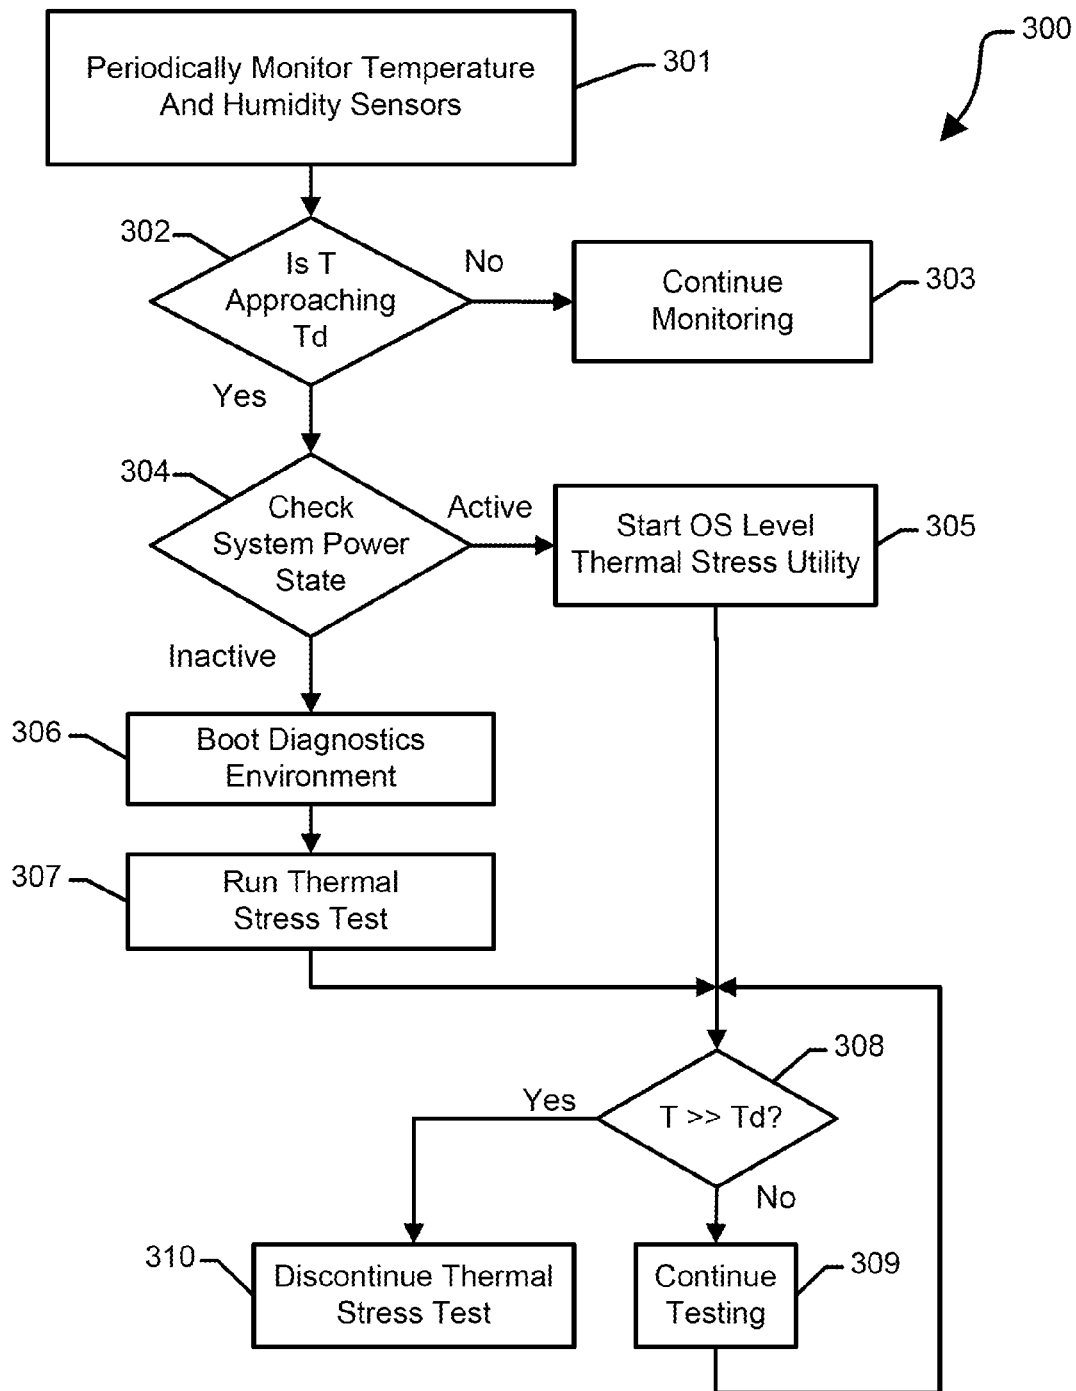 300
Periodically Monitor Temperature
And Humidity Sensors
301
302
Is T
Approaching
Td
No
Continue
Monitoring
303
Yes
304
Check
System Power
State
Active
Start OS Level
Thermal Stress Utility
305
Inactive
306
Boot Diagnostics
Environment
307
Run Thermal
Stress Test
308
T >> Td?
Yes
No
310
Discontinue Thermal
Stress Test
Continue
Testing
309